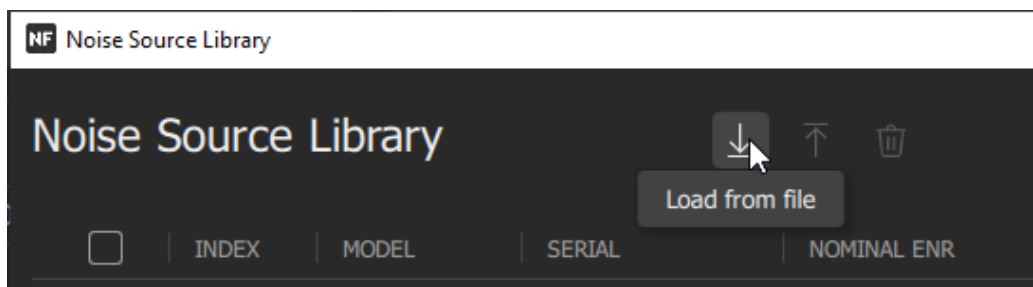 NF Noise Source Library
Noise Source Library
Load from file
INDEX MODEL SERIAL NOMINAL ENR